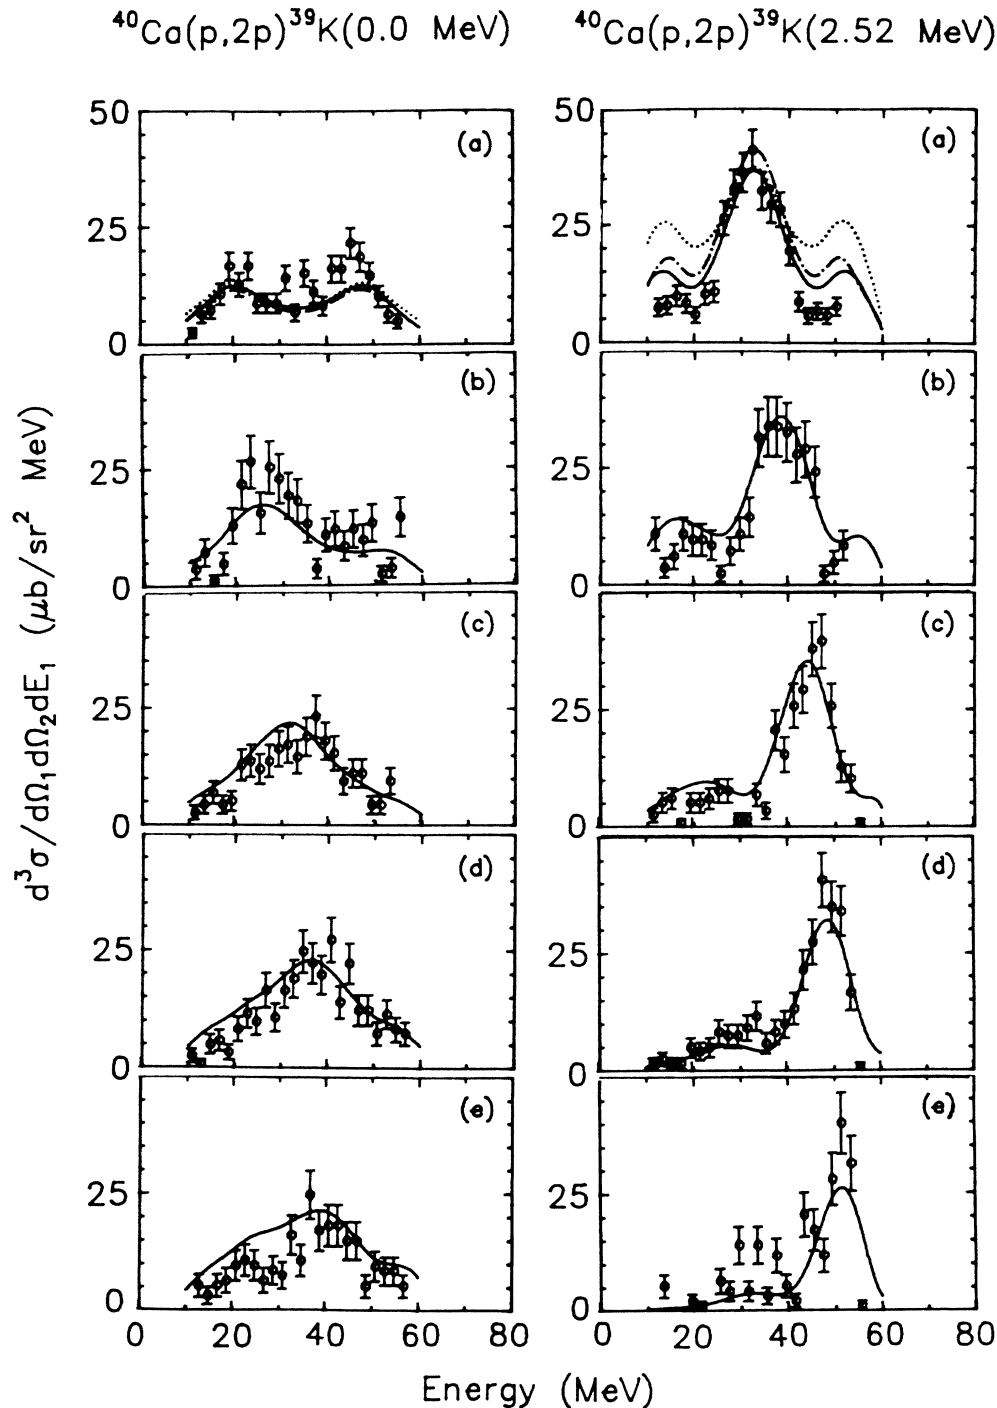 ⁴⁰Ca(p,2p)³⁹K(0.0 MeV)
⁴⁰Ca(p,2p)³⁹K(2.52 MeV)
50
(a)
25
0
50
(a)
25
0
(b)
25
0
(b)
25
0
(c)
25
0
(c)
25
0
(d)
25
0
(d)
25
0
(e)
25
0
(e)
25
0
0 20 40 60 80
0 20 40 60 80
d³σ/dΩ₁dΩ₂dE₁ (μb/sr² MeV)
Energy (MeV)